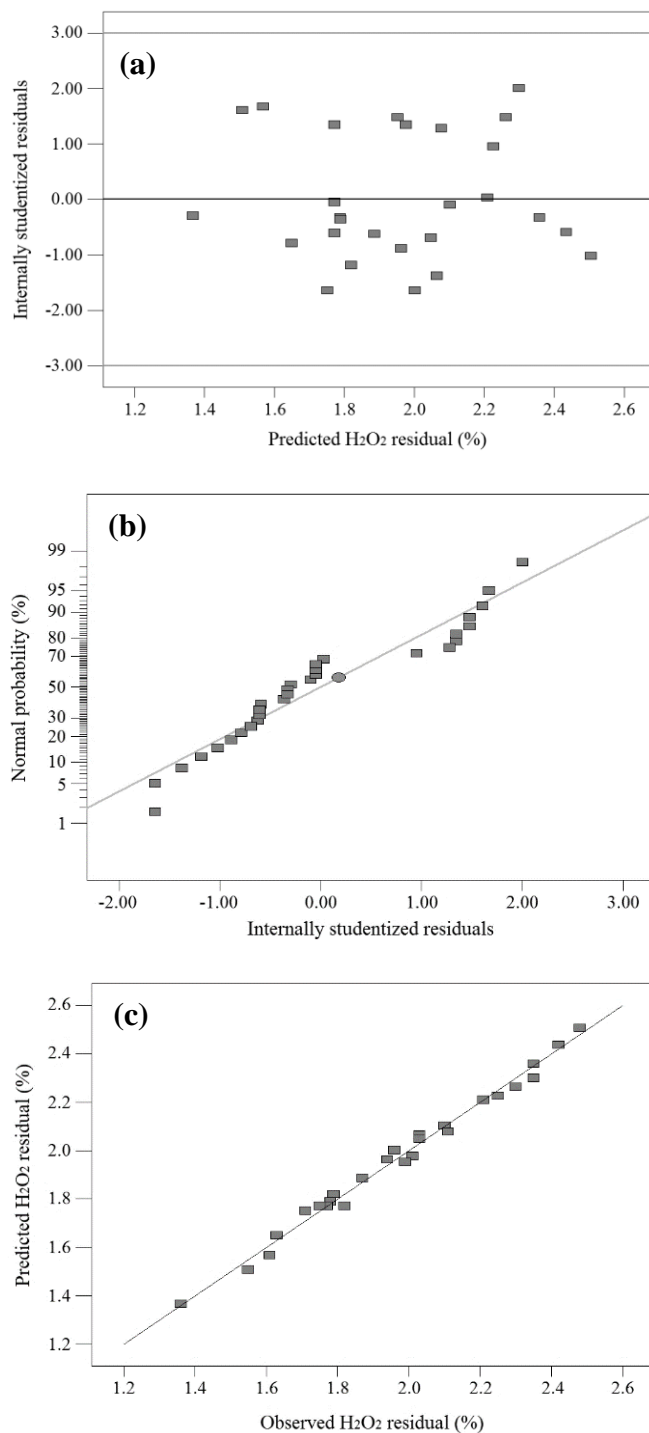 (a)
Internally studentized residuals
3.00
2.00
1.00
0.00
-1.00
-2.00
-3.00
1.2 1.4 1.6 1.8 2.0 2.2 2.4 2.6
Predicted H₂O₂ residual (%)
(b)
Normal probability (%)
99
95
90
80
70
50
30
20
10
5
1
-2.00 -1.00 0.00 1.00 2.00 3.00
Internally studentized residuals
(c)
Predicted H₂O₂ residual (%)
2.6
2.4
2.2
2.0
1.8
1.6
1.4
1.2
1.2 1.4 1.6 1.8 2.0 2.2 2.4 2.6
Observed H₂O₂ residual (%)